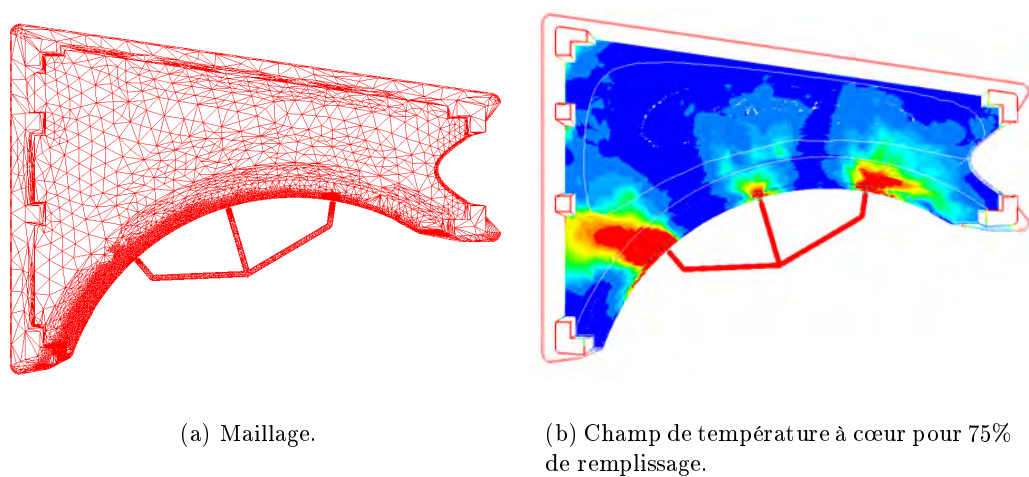 (a) Maillage.
(b) Champ de température à cœur pour 75%
de remplissage.